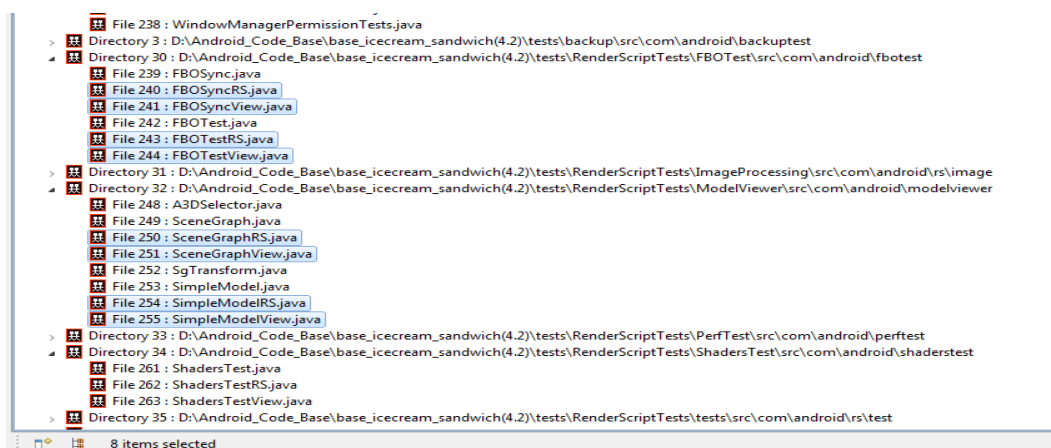 File 238 : WindowManagerPermissionTests.java
Directory 3 : D:\Android_Code_Base\base_icecream_sandwich(4.2)\tests\backup\src\com\android\backuptest
Directory 30 : D:\Android_Code_Base\base_icecream_sandwich(4.2)\tests\RenderScriptTests\FBOTest\src\com\android\fbotest
File 239 : FBOSync.java
File 240 : FBOSyncRS.java
File 241 : FBOSyncView.java
File 242 : FBOTest.java
File 243 : FBOTestRS.java
File 244 : FBOTestView.java
Directory 31 : D:\Android_Code_Base\base_icecream_sandwich(4.2)\tests\RenderScriptTests\ImageProcessing\src\com\android\rs\image
Directory 32 : D:\Android_Code_Base\base_icecream_sandwich(4.2)\tests\RenderScriptTests\ModelViewer\src\com\android\modelviewer
File 248 : A3DSelector.java
File 249 : SceneGraph.java
File 250 : SceneGraphRS.java
File 251 : SceneGraphView.java
File 252 : SgTransform.java
File 253 : SimpleModel.java
File 254 : SimpleModelRS.java
File 255 : SimpleModelView.java
Directory 33 : D:\Android_Code_Base\base_icecream_sandwich(4.2)\tests\RenderScriptTests\PerfTest\src\com\android\perftest
Directory 34 : D:\Android_Code_Base\base_icecream_sandwich(4.2)\tests\RenderScriptTests\ShadersTest\src\com\android\shaderstest
File 261 : ShadersTest.java
File 262 : ShadersTestRS.java
File 263 : ShadersTestView.java
Directory 35 : D:\Android_Code_Base\base_icecream_sandwich(4.2)\tests\RenderScriptTests\tests\src\com\android\rs\test
8 items selected